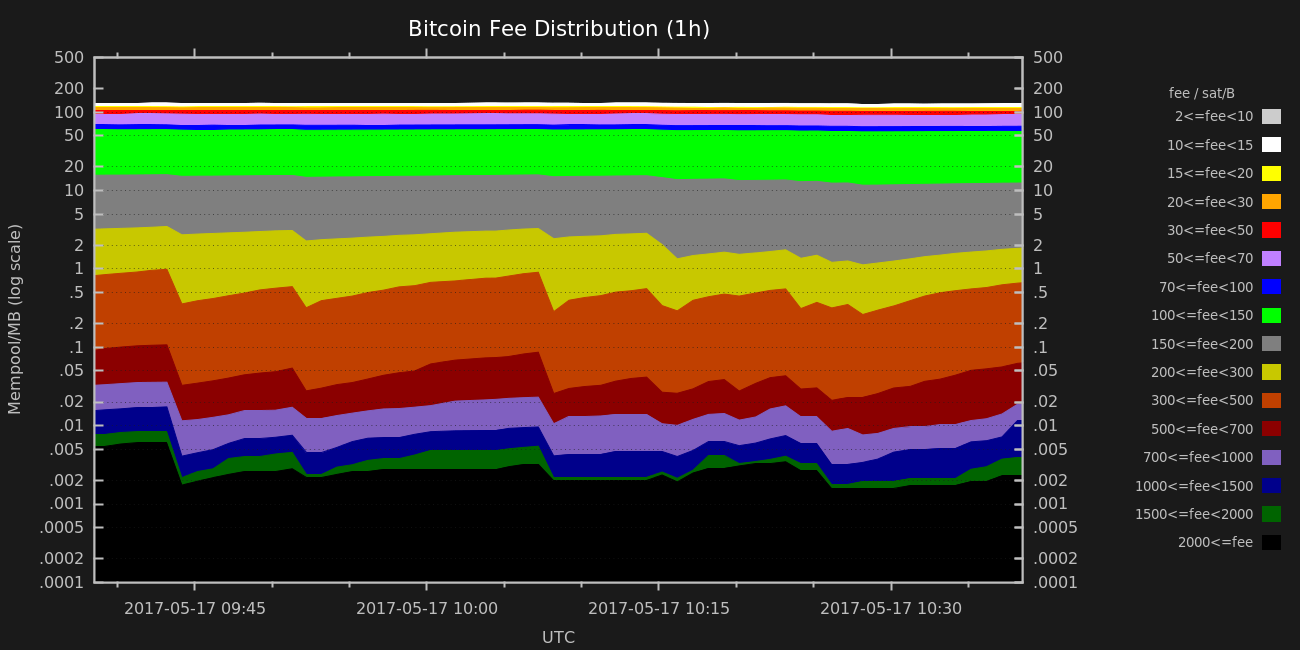 Bitcoin Fee Distribution (1h)
500
200
100
50
20
10
5
2
1
.5
.2
.1
.05
.02
.01
.005
.002
.001
.0005
.0002
.0001
Mempool/MB (log scale)
500
200
100
50
20
10
5
2
1
.5
.2
.1
.05
.02
.01
.005
.002
.001
.0005
.0002
.0001
2017-05-17 09:45
2017-05-17 10:00
2017-05-17 10:15
2017-05-17 10:30
UTC
fee / sat/B
2<=fee<10
10<=fee<15
15<=fee<20
20<=fee<30
30<=fee<50
50<=fee<70
70<=fee<100
100<=fee<150
150<=fee<200
200<=fee<300
300<=fee<500
500<=fee<700
700<=fee<1000
1000<=fee<1500
1500<=fee<2000
2000<=fee